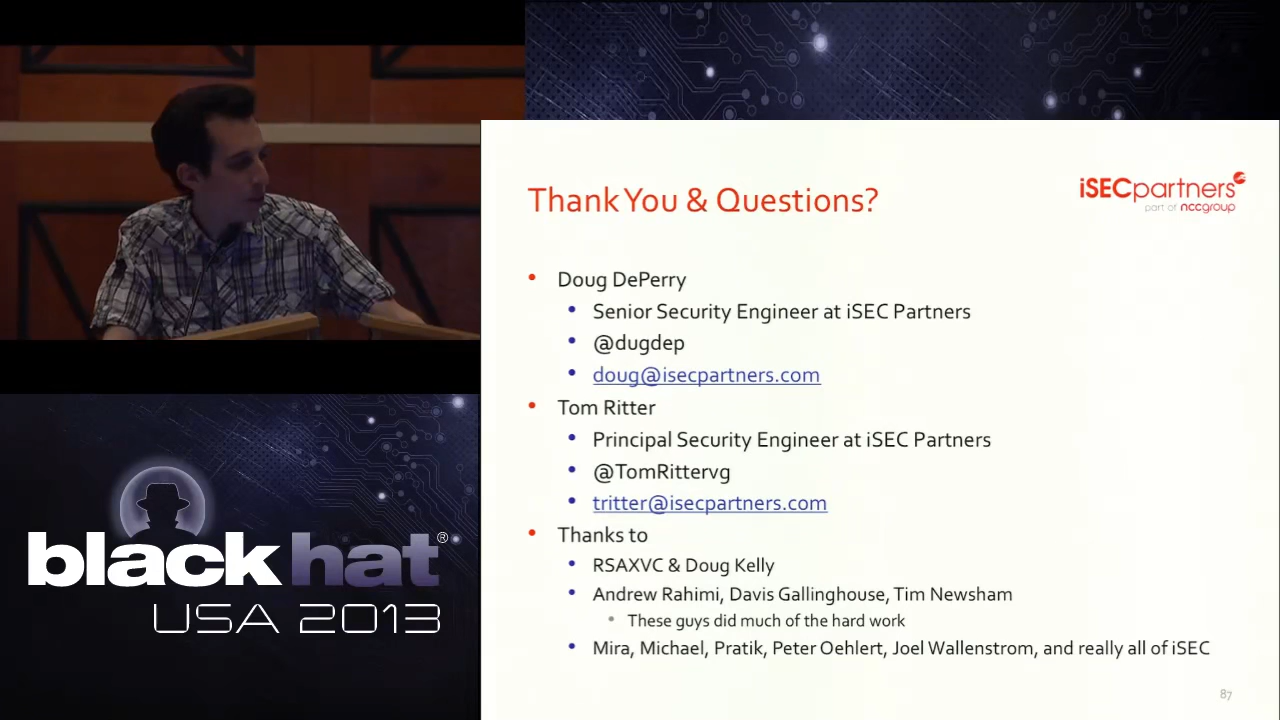 Thank You & Questions?
iSECpartners
part of nccgroup
Doug DePerry
Senior Security Engineer at iSEC Partners
@dugdep
doug@isecpartners.com
Tom Ritter
Principal Security Engineer at iSEC Partners
@TomRittervg
tritter@isecpartners.com
Thanks to
RSAXVC & Doug Kelly
Andrew Rahimi, Davis Gallinghouse, Tim Newsham
These guys did much of the hard work
Mira, Michael, Pratik, Peter Oehlert, Joel Wallenstrom, and really all of iSEC
87
black hat®
USA 2013